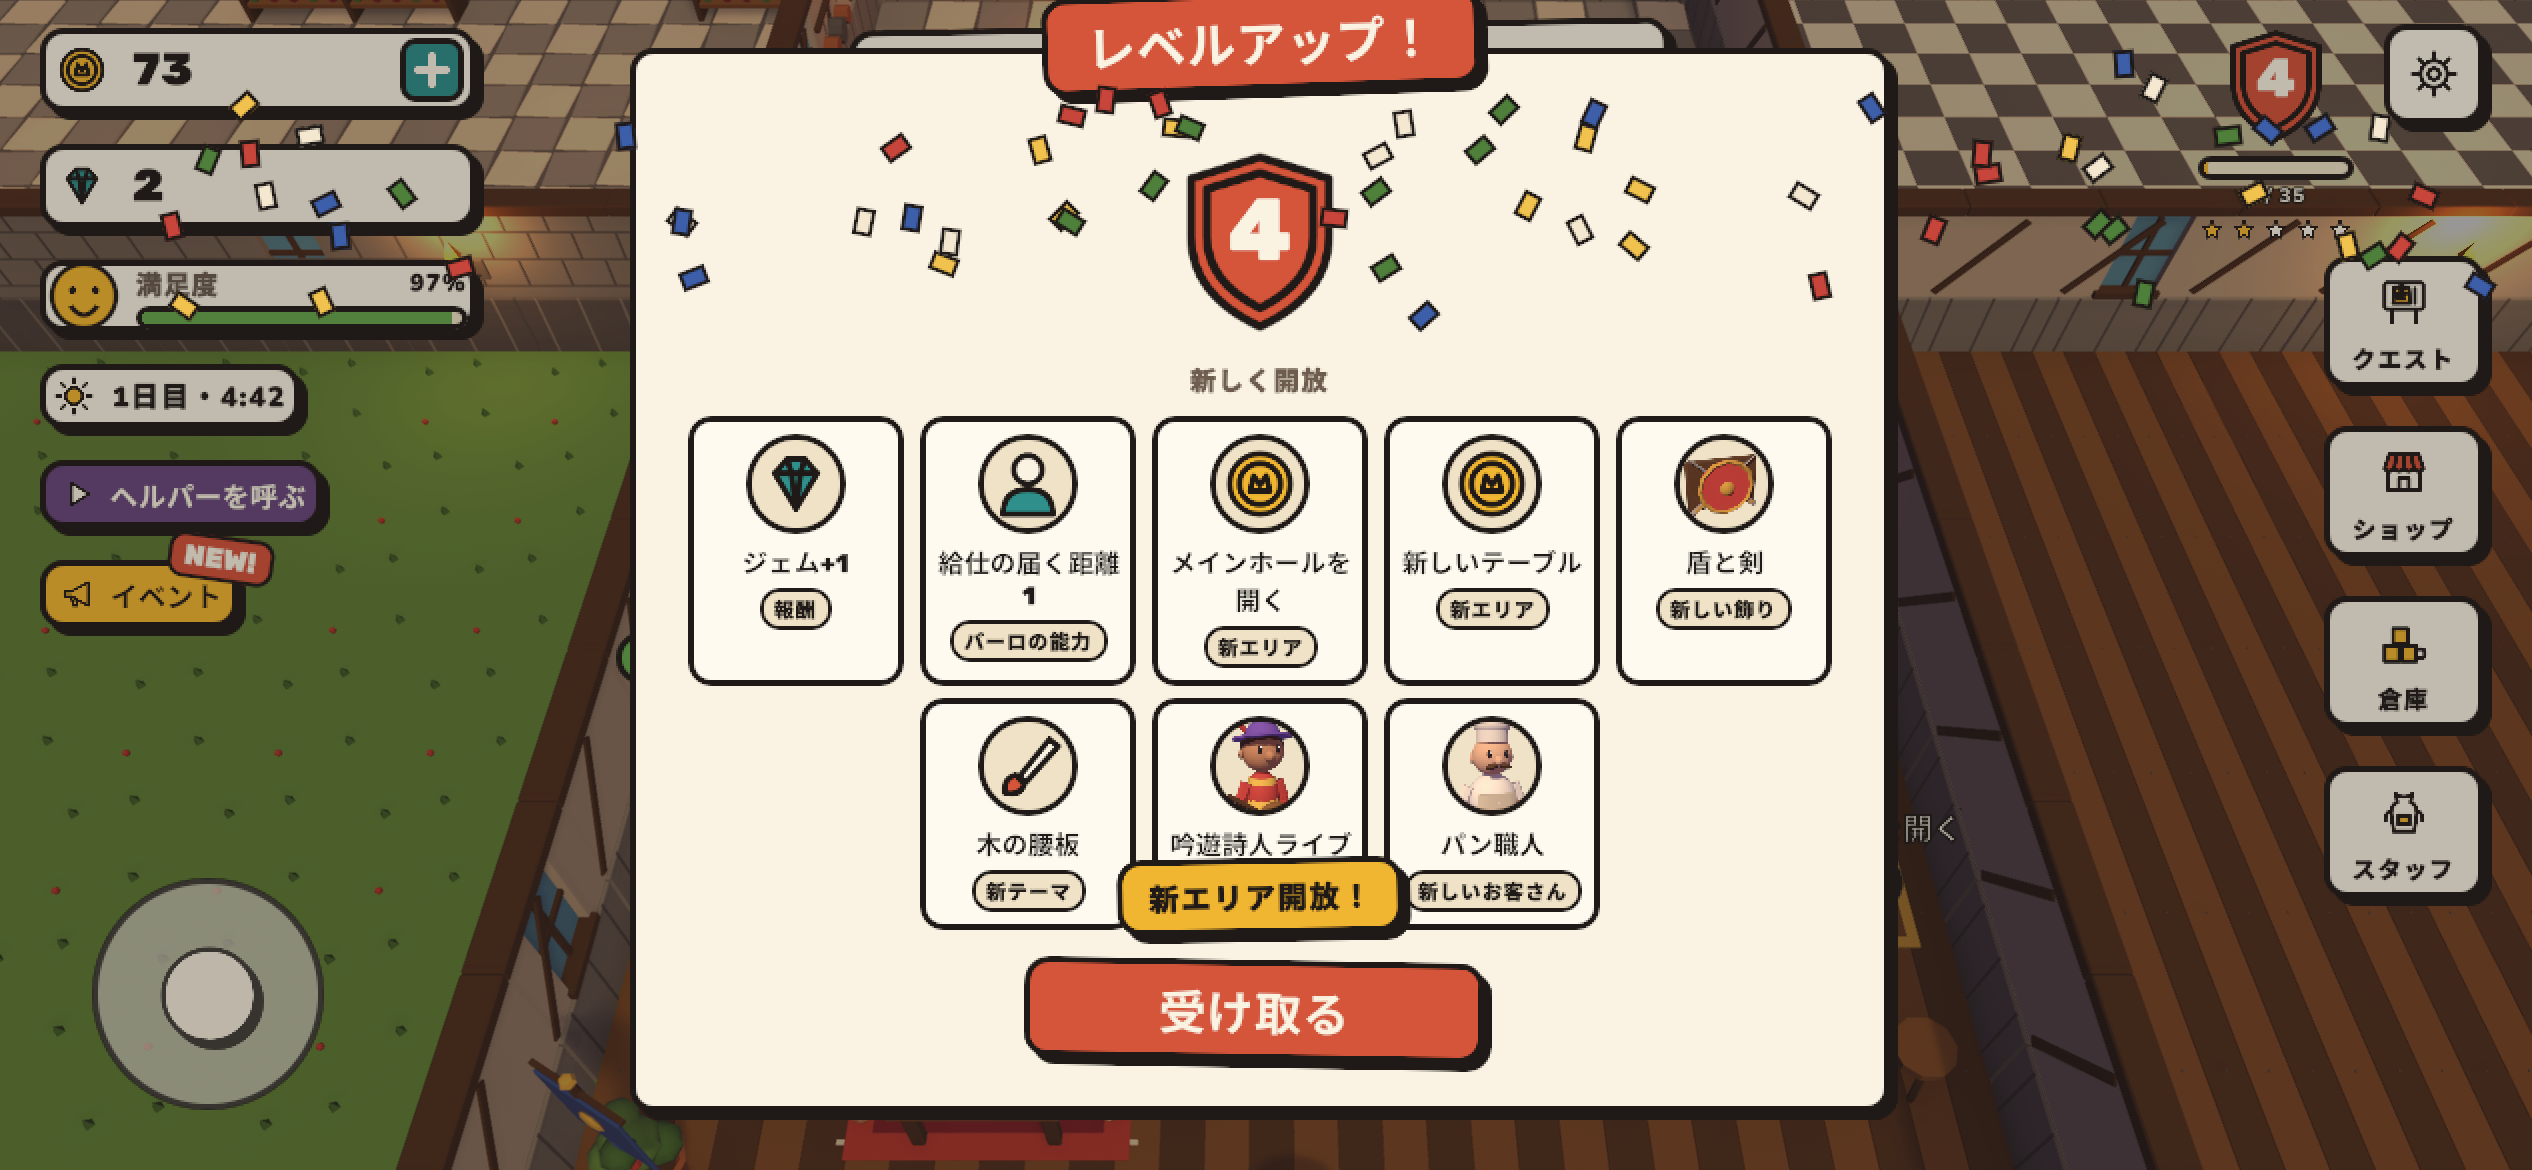 レベルアップ！
73
2
満足度
97%
1日目・4:42
ヘルパーを呼ぶ
NEW!
イベント
4
新しく開放
ジェム+1
報酬
給仕の届く距離
1
バーロの能力
メインホールを
開く
新エリア
新しいテーブル
新エリア
盾と剣
新しい飾り
木の腰板
新テーマ
吟遊詩人ライブ
パン職人
新しいお客さん
新エリア開放！
受け取る
4
/ 35
クエスト
ショップ
倉庫
スタッフ
開く